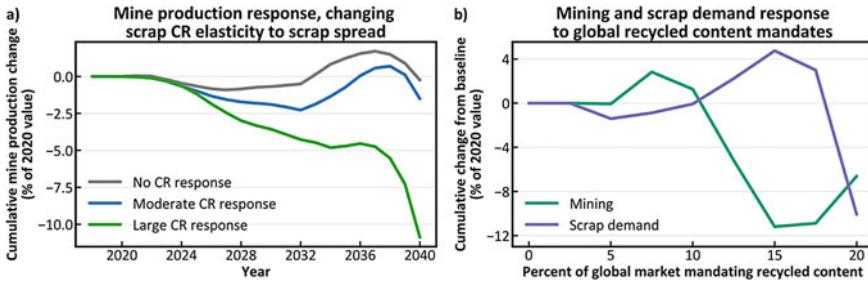 a)
Mine production response, changing
scrap CR elasticity to scrap spread
Cumulative mine production change
(% of 2020 value)
0.0
−2.5
−5.0
−7.5
−10.0
No CR response
Moderate CR response
Large CR response
2020
2024
2028
2032
2036
2040
Year
b)
Mining and scrap demand response
to global recycled content mandates
Cumulative change from baseline
(% of 2020 value)
4
0
−4
−8
−12
Mining
Scrap demand
0
5
10
15
20
Percent of global market mandating recycled content